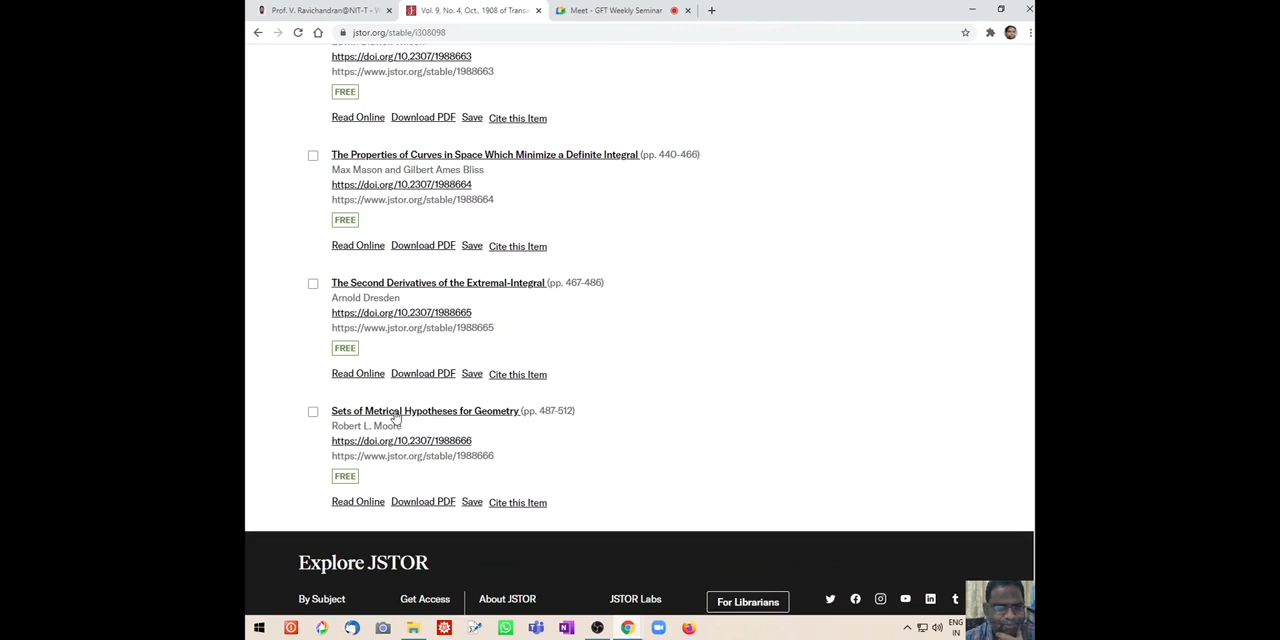 Prof. V. Ravichandran@NIT-T - W
Vol. 9, No. 4, Oct., 1908 of Transa
Meet - GFT Weekly Seminar
jstor.org/stable/i308098
https://doi.org/10.2307/1988663
https://www.jstor.org/stable/1988663
FREE
Read Online Download PDF Save Cite this Item
The Properties of Curves in Space Which Minimize a Definite Integral (pp. 440-466)
Max Mason and Gilbert Ames Bliss
https://doi.org/10.2307/1988664
https://www.jstor.org/stable/1988664
FREE
Read Online Download PDF Save Cite this Item
The Second Derivatives of the Extremal-Integral (pp. 467-486)
Arnold Dresden
https://doi.org/10.2307/1988665
https://www.jstor.org/stable/1988665
FREE
Read Online Download PDF Save Cite this Item
Sets of Metrical Hypotheses for Geometry (pp. 487-512)
Robert L. Moore
https://doi.org/10.2307/1988666
https://www.jstor.org/stable/1988666
FREE
Read Online Download PDF Save Cite this Item
Explore JSTOR
By Subject Get Access About JSTOR JSTOR Labs For Librarians
ENG
IN